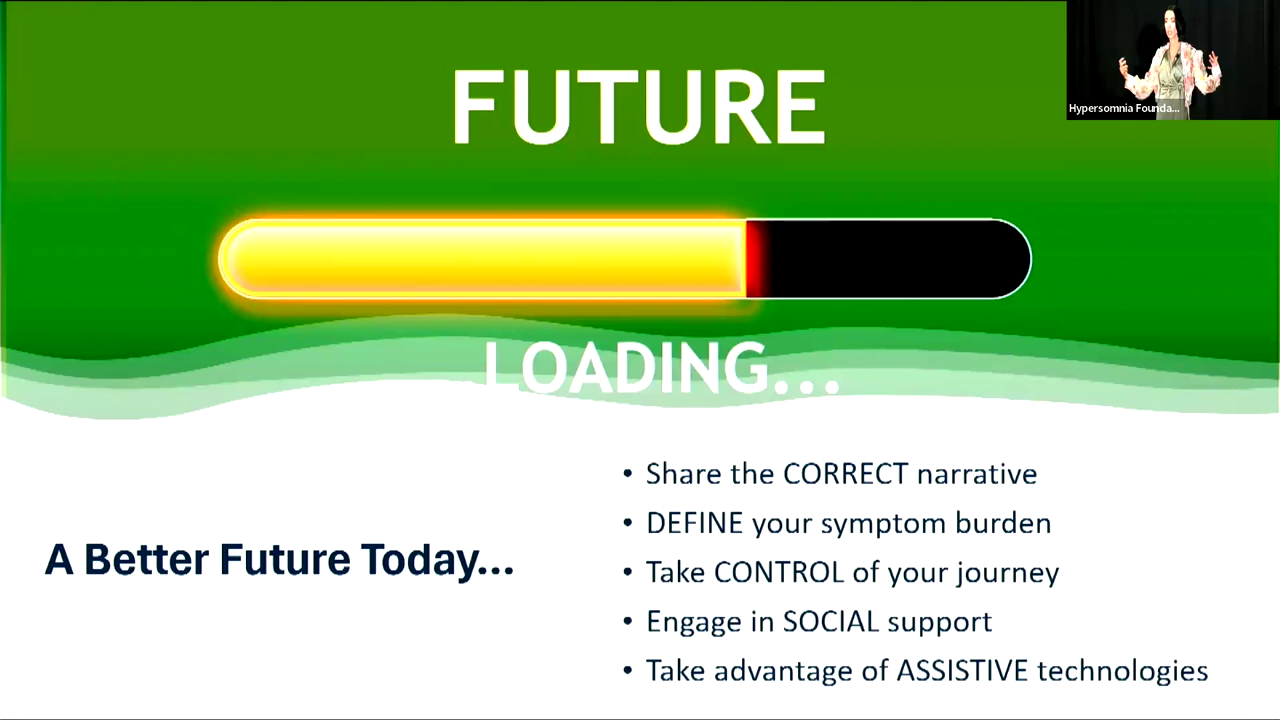 FUTURE
Hypersomnia Founda...
LOADING...
A Better Future Today...
• Share the CORRECT narrative
• DEFINE your symptom burden
• Take CONTROL of your journey
• Engage in SOCIAL support
• Take advantage of ASSISTIVE technologies